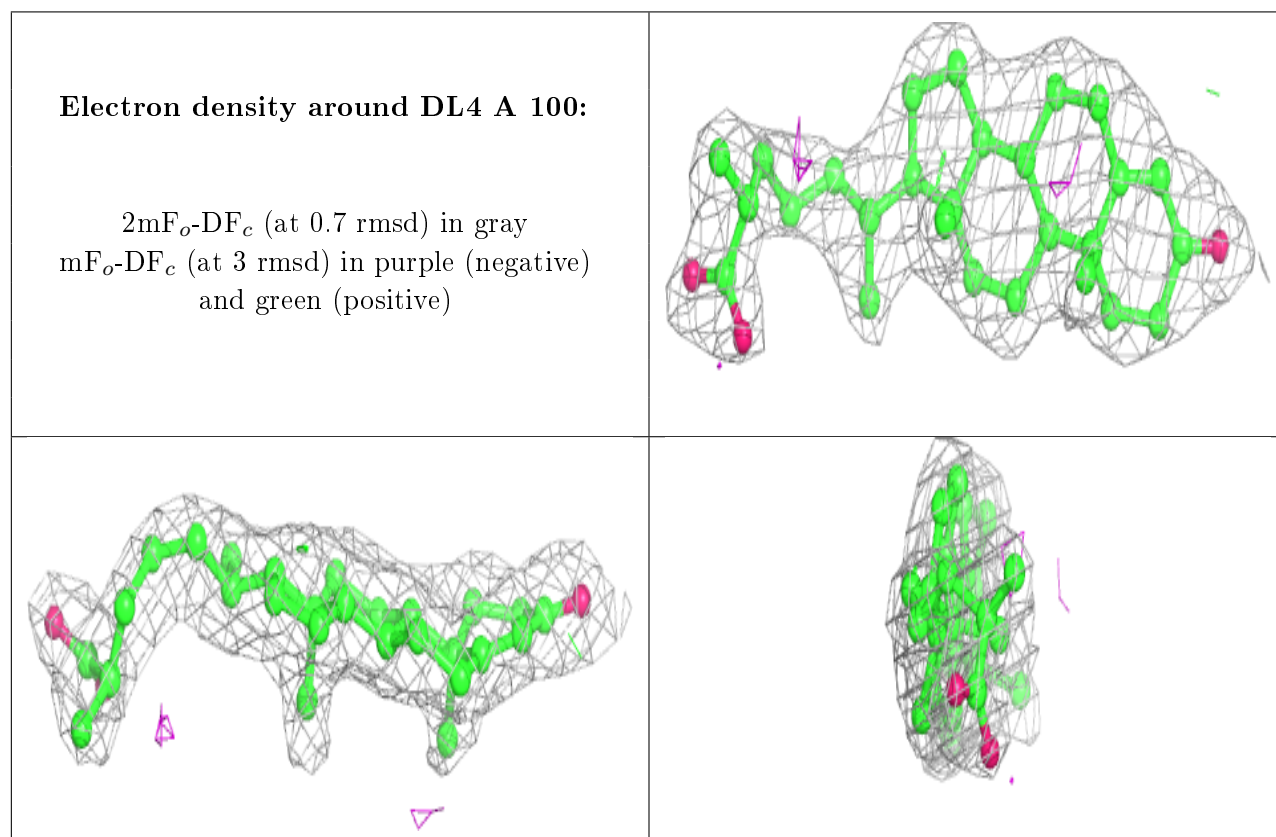 Electron density around DL4 A 100:
2mFₒ-DF𝒸 (at 0.7 rmsd) in gray
mFₒ-DF𝒸 (at 3 rmsd) in purple (negative)
and green (positive)